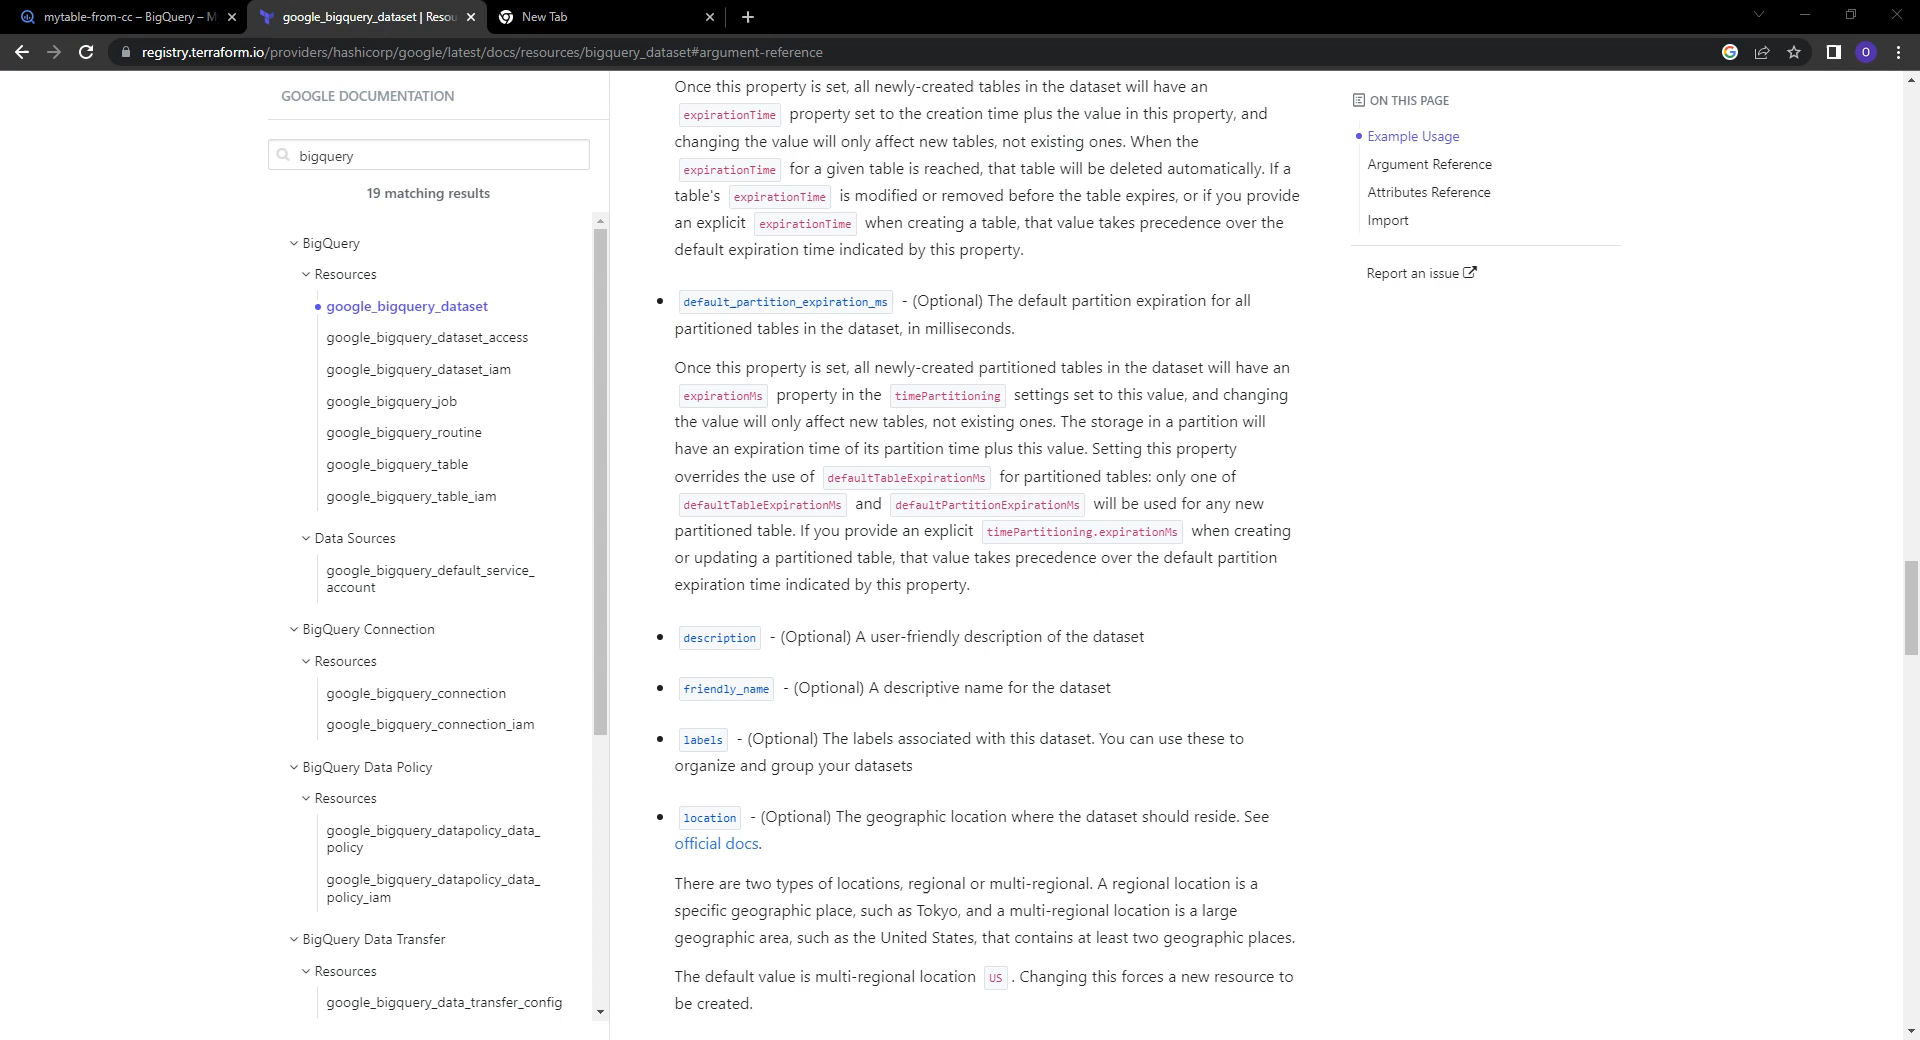 mytable-from-cc – BigQuery – M
google_bigquery_dataset | Resou
New Tab
registry.terraform.io/providers/hashicorp/google/latest/docs/resources/bigquery_dataset#argument-reference
O
GOOGLE DOCUMENTATION
bigquery
19 matching results
BigQuery
Resources
google_bigquery_dataset
google_bigquery_dataset_access
google_bigquery_dataset_iam
google_bigquery_job
google_bigquery_routine
google_bigquery_table
google_bigquery_table_iam
Data Sources
google_bigquery_default_service_
account
BigQuery Connection
Resources
google_bigquery_connection
google_bigquery_connection_iam
BigQuery Data Policy
Resources
google_bigquery_datapolicy_data_
policy
google_bigquery_datapolicy_data_
policy_iam
BigQuery Data Transfer
Resources
google_bigquery_data_transfer_config
Once this property is set, all newly-created tables in the dataset will have an
expirationTime property set to the creation time plus the value in this property, and
changing the value will only affect new tables, not existing ones. When the
expirationTime for a given table is reached, that table will be deleted automatically. If a
table's expirationTime is modified or removed before the table expires, or if you provide
an explicit expirationTime when creating a table, that value takes precedence over the
default expiration time indicated by this property.
default_partition_expiration_ms - (Optional) The default partition expiration for all
partitioned tables in the dataset, in milliseconds.
Once this property is set, all newly-created partitioned tables in the dataset will have an
expirationMs property in the timePartitioning settings set to this value, and changing
the value will only affect new tables, not existing ones. The storage in a partition will
have an expiration time of its partition time plus this value. Setting this property
overrides the use of defaultTableExpirationMs for partitioned tables: only one of
defaultTableExpirationMs and defaultPartitionExpirationMs will be used for any new
partitioned table. If you provide an explicit timePartitioning.expirationMs when creating
or updating a partitioned table, that value takes precedence over the default partition
expiration time indicated by this property.
description - (Optional) A user-friendly description of the dataset
friendly_name - (Optional) A descriptive name for the dataset
labels - (Optional) The labels associated with this dataset. You can use these to
organize and group your datasets
location - (Optional) The geographic location where the dataset should reside. See
official docs.
There are two types of locations, regional or multi-regional. A regional location is a
specific geographic place, such as Tokyo, and a multi-regional location is a large
geographic area, such as the United States, that contains at least two geographic places.
The default value is multi-regional location US . Changing this forces a new resource to
be created.
ON THIS PAGE
Example Usage
Argument Reference
Attributes Reference
Import
Report an issue